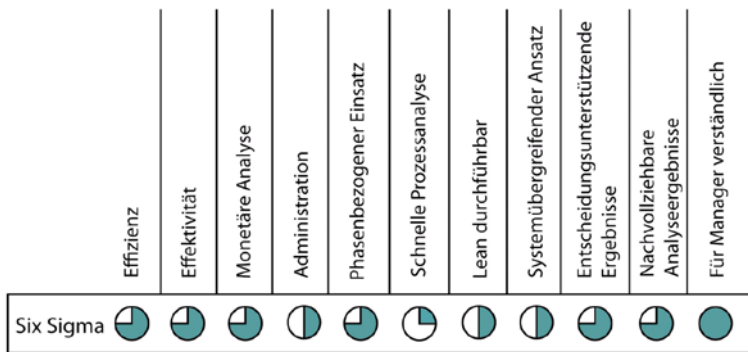 Effizienz
Effektivität
Monetäre Analyse
Administration
Phasenbezogener Einsatz
Schnelle Prozessanalyse
Lean durchführbar
Systemübergreifender Ansatz
Entscheidungsunterstützende
Ergebnisse
Nachvollziehbare
Analyseergebnisse
Für Manager verständlich
Six Sigma